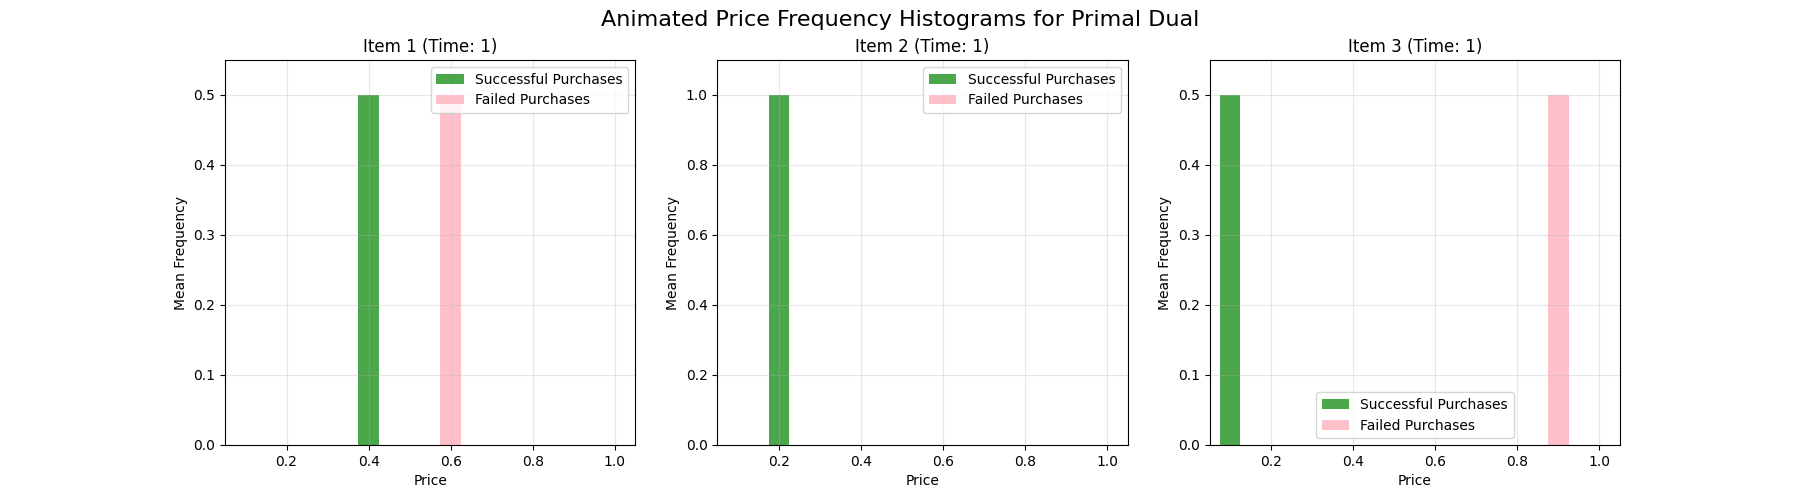 Animated Price Frequency Histograms for Primal Dual
Item 1 (Time: 1)
Successful Purchases
Failed Purchases
0.5
0.4
0.3
0.2
0.1
0.0
Mean Frequency
0.2 0.4 0.6 0.8 1.0
Price
Item 2 (Time: 1)
Successful Purchases
Failed Purchases
1.0
0.8
0.6
0.4
0.2
0.0
Mean Frequency
0.2 0.4 0.6 0.8 1.0
Price
Item 3 (Time: 1)
0.5
0.4
0.3
0.2
0.1
0.0
Mean Frequency
Successful Purchases
Failed Purchases
0.2 0.4 0.6 0.8 1.0
Price